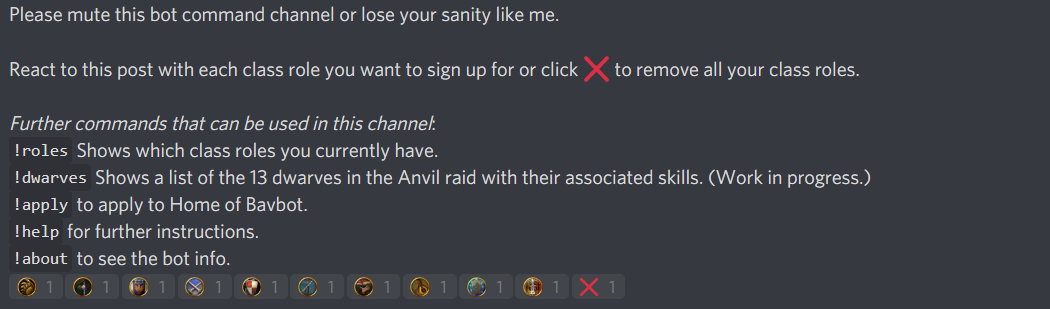 Please mute this bot command channel or lose your sanity like me.
React to this post with each class role you want to sign up for or click ❌ to remove all your class roles.
Further commands that can be used in this channel:
!roles Shows which class roles you currently have.
!dwarves Shows a list of the 13 dwarves in the Anvil raid with their associated skills. (Work in progress.)
!apply to apply to Home of Bavbot.
!help for further instructions.
!about to see the bot info.
1 1 1 1 1 1 1 1 1 1 ❌ 1